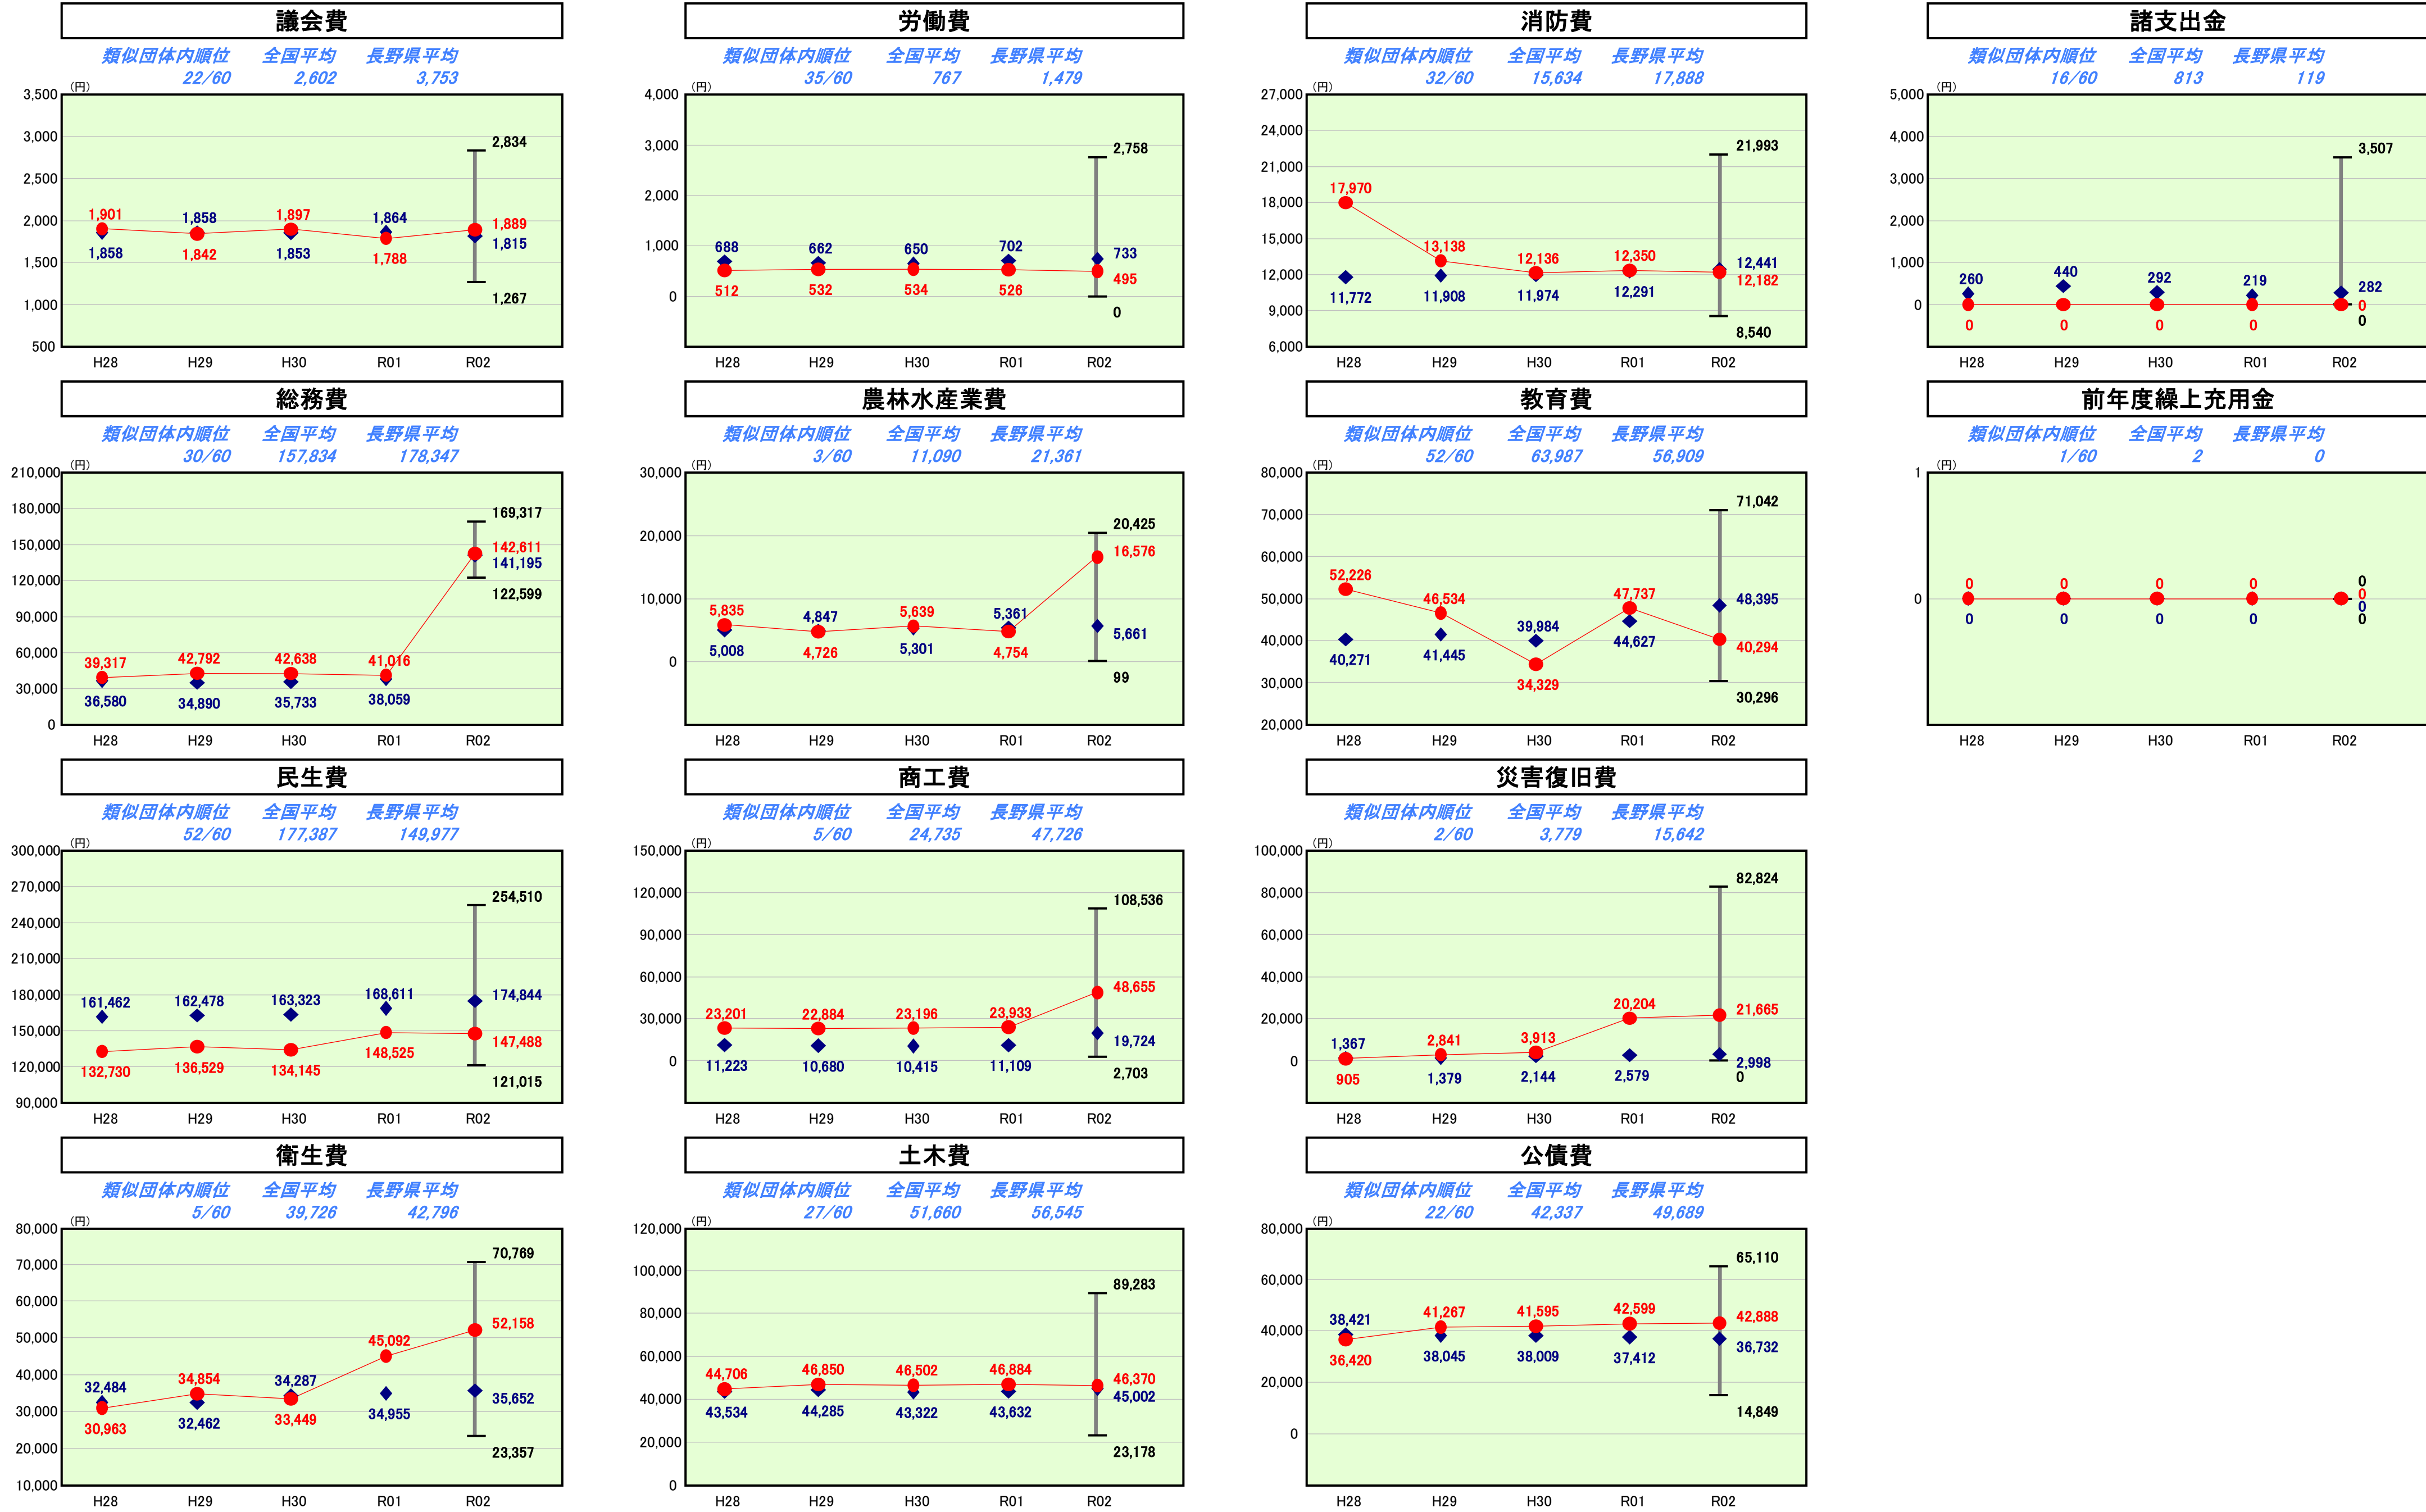 議会費
類似団体内順位 全国平均 長野県平均
22/60 2,602 3,753
(円)
3,500
3,000
2,500
2,000
1,500
1,000
500
2,834
1,901 1,858 1,897 1,864 1,889
1,858 1,842 1,853 1,788 1,815
1,267
H28 H29 H30 R01 R02
労働費
類似団体内順位 全国平均 長野県平均
35/60 767 1,479
(円)
4,000
3,000
2,000
1,000
0
2,758
688 662 650 702 733
512 532 534 526 495
0
H28 H29 H30 R01 R02
消防費
類似団体内順位 全国平均 長野県平均
32/60 15,634 17,888
(円)
27,000
24,000
21,000
18,000
15,000
12,000
9,000
6,000
21,993
17,970 13,138 12,136 12,350 12,441
11,772 11,908 11,974 12,291 12,182
8,540
H28 H29 H30 R01 R02
諸支出金
類似団体内順位 全国平均 長野県平均
16/60 813 119
(円)
5,000
4,000
3,000
2,000
1,000
0
3,507
260 440 292 219 282
0 0 0 0 0
0
H28 H29 H30 R01 R02
総務費
類似団体内順位 全国平均 長野県平均
30/60 157,834 178,347
(円)
210,000
180,000
150,000
120,000
90,000
60,000
30,000
0
169,317
39,317 42,792 42,638 41,016 142,611
36,580 34,890 35,733 38,059 141,195
122,599
H28 H29 H30 R01 R02
農林水産業費
類似団体内順位 全国平均 長野県平均
3/60 11,090 21,361
(円)
30,000
20,000
10,000
0
20,425
5,835 4,847 5,639 5,361 16,576
5,008 4,726 5,301 4,754 5,661
99
H28 H29 H30 R01 R02
教育費
類似団体内順位 全国平均 長野県平均
52/60 63,987 56,909
(円)
80,000
70,000
60,000
50,000
40,000
30,000
20,000
71,042
52,226 46,534 39,984 47,737 48,395
40,271 41,445 34,329 44,627 40,294
30,296
H28 H29 H30 R01 R02
前年度繰上充用金
類似団体内順位 全国平均 長野県平均
1/60 2 0
(円)
1
0
0
0 0 0 0 0
0 0 0 0 0
0
H28 H29 H30 R01 R02
民生費
類似団体内順位 全国平均 長野県平均
52/60 177,387 149,977
(円)
300,000
270,000
240,000
210,000
180,000
150,000
120,000
90,000
254,510
161,462 162,478 163,323 168,611 174,844
132,730 136,529 134,145 148,525 147,488
121,015
H28 H29 H30 R01 R02
商工費
類似団体内順位 全国平均 長野県平均
5/60 24,735 47,726
(円)
150,000
120,000
90,000
60,000
30,000
0
108,536
23,201 22,884 23,196 23,933 48,655
11,223 10,680 10,415 11,109 19,724
2,703
H28 H29 H30 R01 R02
災害復旧費
類似団体内順位 全国平均 長野県平均
2/60 3,779 15,642
(円)
100,000
80,000
60,000
40,000
20,000
0
82,824
1,367 2,841 3,913 20,204 21,665
905 1,379 2,144 2,579 2,998
0
H28 H29 H30 R01 R02
衛生費
類似団体内順位 全国平均 長野県平均
5/60 39,726 42,796
(円)
80,000
70,000
60,000
50,000
40,000
30,000
20,000
10,000
70,769
32,484 34,854 34,287 45,092 52,158
30,963 32,462 33,449 34,955 35,652
23,357
H28 H29 H30 R01 R02
土木費
類似団体内順位 全国平均 長野県平均
27/60 51,660 56,545
(円)
120,000
100,000
80,000
60,000
40,000
20,000
0
89,283
44,706 46,850 46,502 46,884 46,370
43,534 44,285 43,322 43,632 45,002
23,178
H28 H29 H30 R01 R02
公債費
類似団体内順位 全国平均 長野県平均
22/60 42,337 49,689
(円)
80,000
60,000
40,000
20,000
0
65,110
38,421 41,267 41,595 42,599 42,888
36,420 38,045 38,009 37,412 36,732
14,849
H28 H29 H30 R01 R02